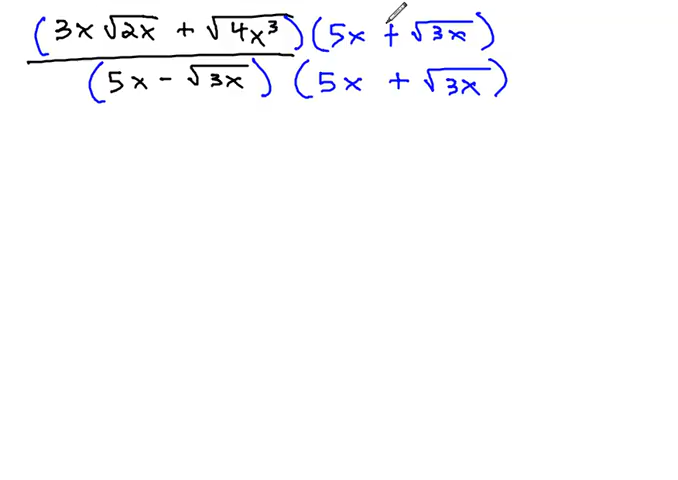 (3x√2x + √4x³)(5x + √3x)
(5x − √3x) (5x + √3x)